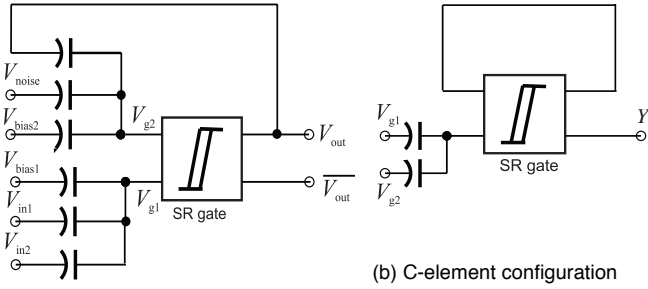 V_noise
V_bias2
V_g2
V_out
V_bias1
V_g1
V_out
V_in1
V_in2
SR gate
(b)
V_g1
V_g2
Y
SR gate
(b) C-element configuration